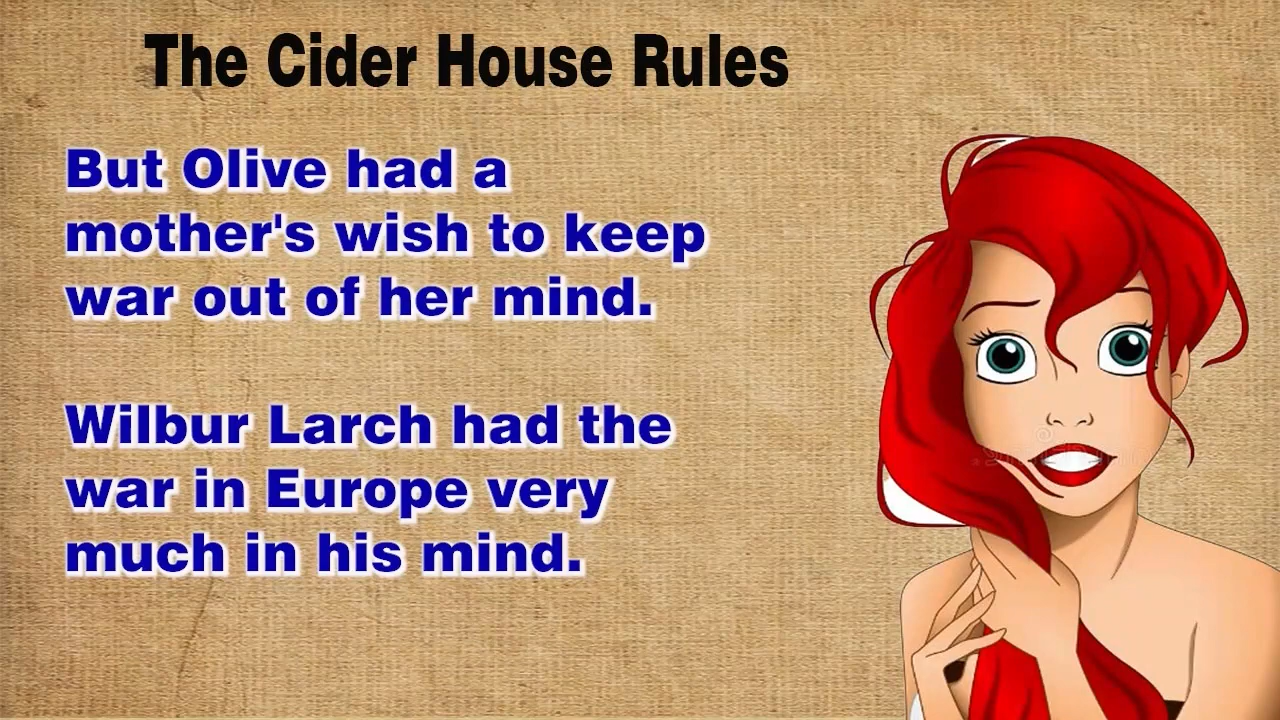 The Cider House Rules
But Olive had a
mother's wish to keep
war out of her mind.
Wilbur Larch had the
war in Europe very
much in his mind.